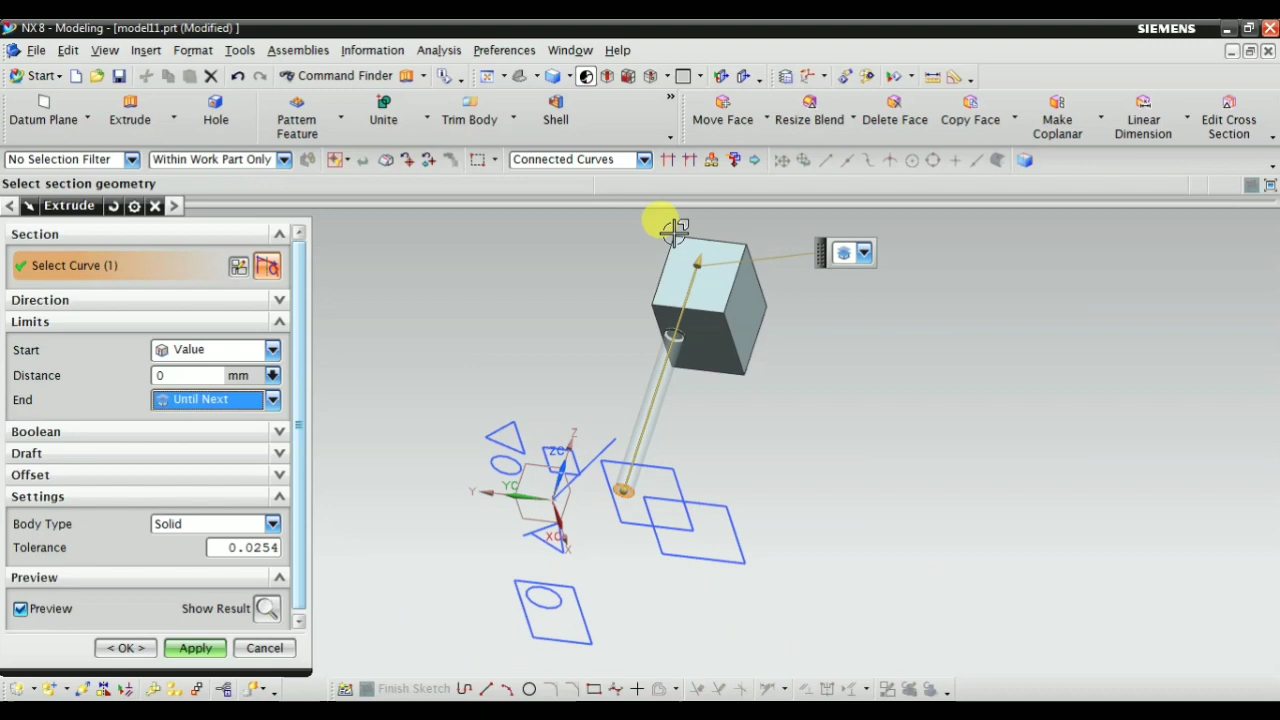 NX 8 - Modeling - [model11.prt (Modified) ]
SIEMENS
File Edit View Insert Format Tools Assemblies Information Analysis Preferences Window Help
Start Command Finder
Datum Plane Extrude Hole Pattern Feature Unite Trim Body Shell Move Face Resize Blend Delete Face Copy Face Make Coplanar Linear Dimension Edit Cross Section
No Selection Filter Within Work Part Only Connected Curves
Select section geometry
Extrude
Section
Select Curve (1)
Direction
Limits
Start Value
Distance 0 mm
End Until Next
Boolean
Draft
Offset
Settings
Body Type Solid
Tolerance 0.0254
Preview
Preview Show Result
< OK > Apply Cancel
Z
ZC
Y YC
XC
X
Finish Sketch